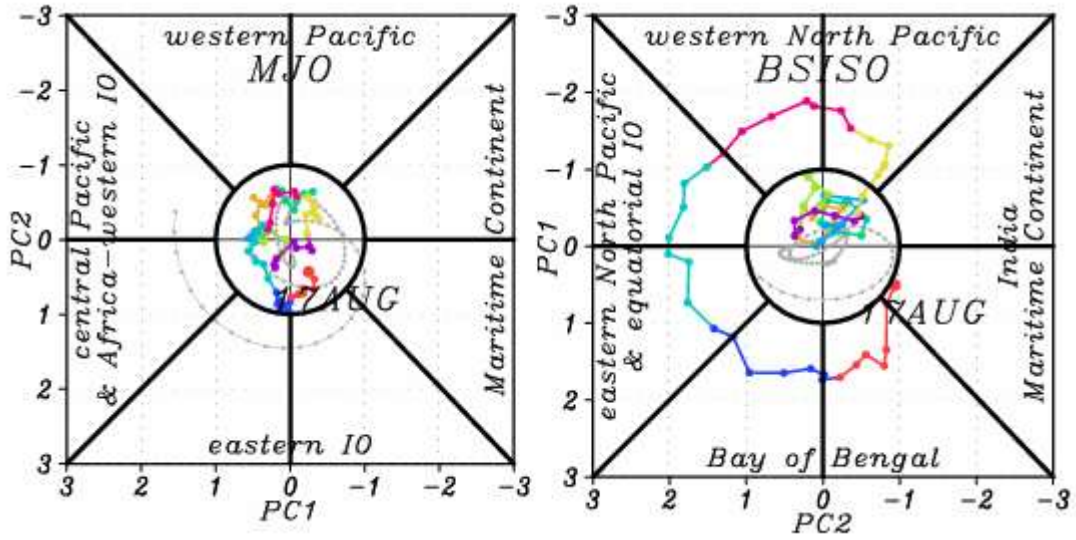 western Pacific
MJO
central Pacific
& Africa-western IO
Maritime Continent
17AUG
eastern IO
PC2
-3
-2
-1
0
1
2
3
3 2 1 0 -1 -2 -3
PC1
western North Pacific
BSISO
eastern North Pacific
& equatorial IO
India
Maritime Continent
17AUG
Bay of Bengal
PC1
-3
-2
-1
0
1
2
3
3 2 1 0 -1 -2 -3
PC2